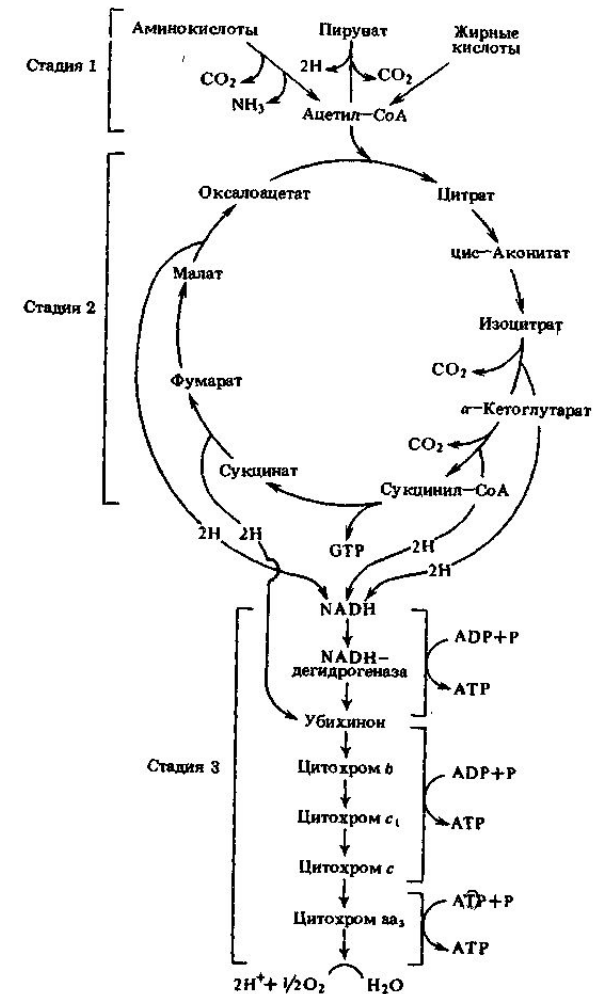 Аминокислоты
Пируват
Жирные
кислоты
Стадия 1
CO₂
2H
CO₂
NH₃
Ацетил—CoA
Оксалоацетат
Цитрат
цис—Аконитат
Малат
Стадия 2
Изоцитрат
CO₂
Фумарат
α—Кетоглутарат
CO₂
Сукцинат
Сукцинил—CoA
2H
2H
GTP
2H
2H
NADH
NADH—
дегидрогеназа
ADP+P
ATP
Убихинон
Стадия 3
Цитохром b
ADP+P
Цитохром c₁
ATP
Цитохром c
Цитохром aa₃
ATP+P
ATP
2H⁺+1/2O₂
H₂O